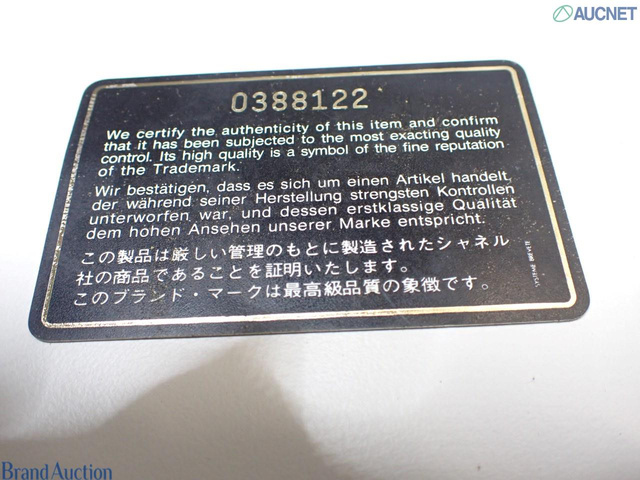 AUCNET
0388122
We certify the authenticity of this item and confirm
that it has been subjected to the most exacting quality
control. Its high quality is a symbol of the fine reputation
of the Trademark.
Wir bestätigen, dass es sich um einen Artikel handelt,
der während seiner Herstellung strengsten Kontrollen
unterworfen war, und dessen erstklassige Qualität
dem hohen Ansehen unserer Marke entspricht.
この製品は厳しい管理のもとに製造されたシャネル
社の商品であることを証明いたします。
このブランド・マークは最高級品質の象徴です。
SYSTEME BREVETE
Brand Auction